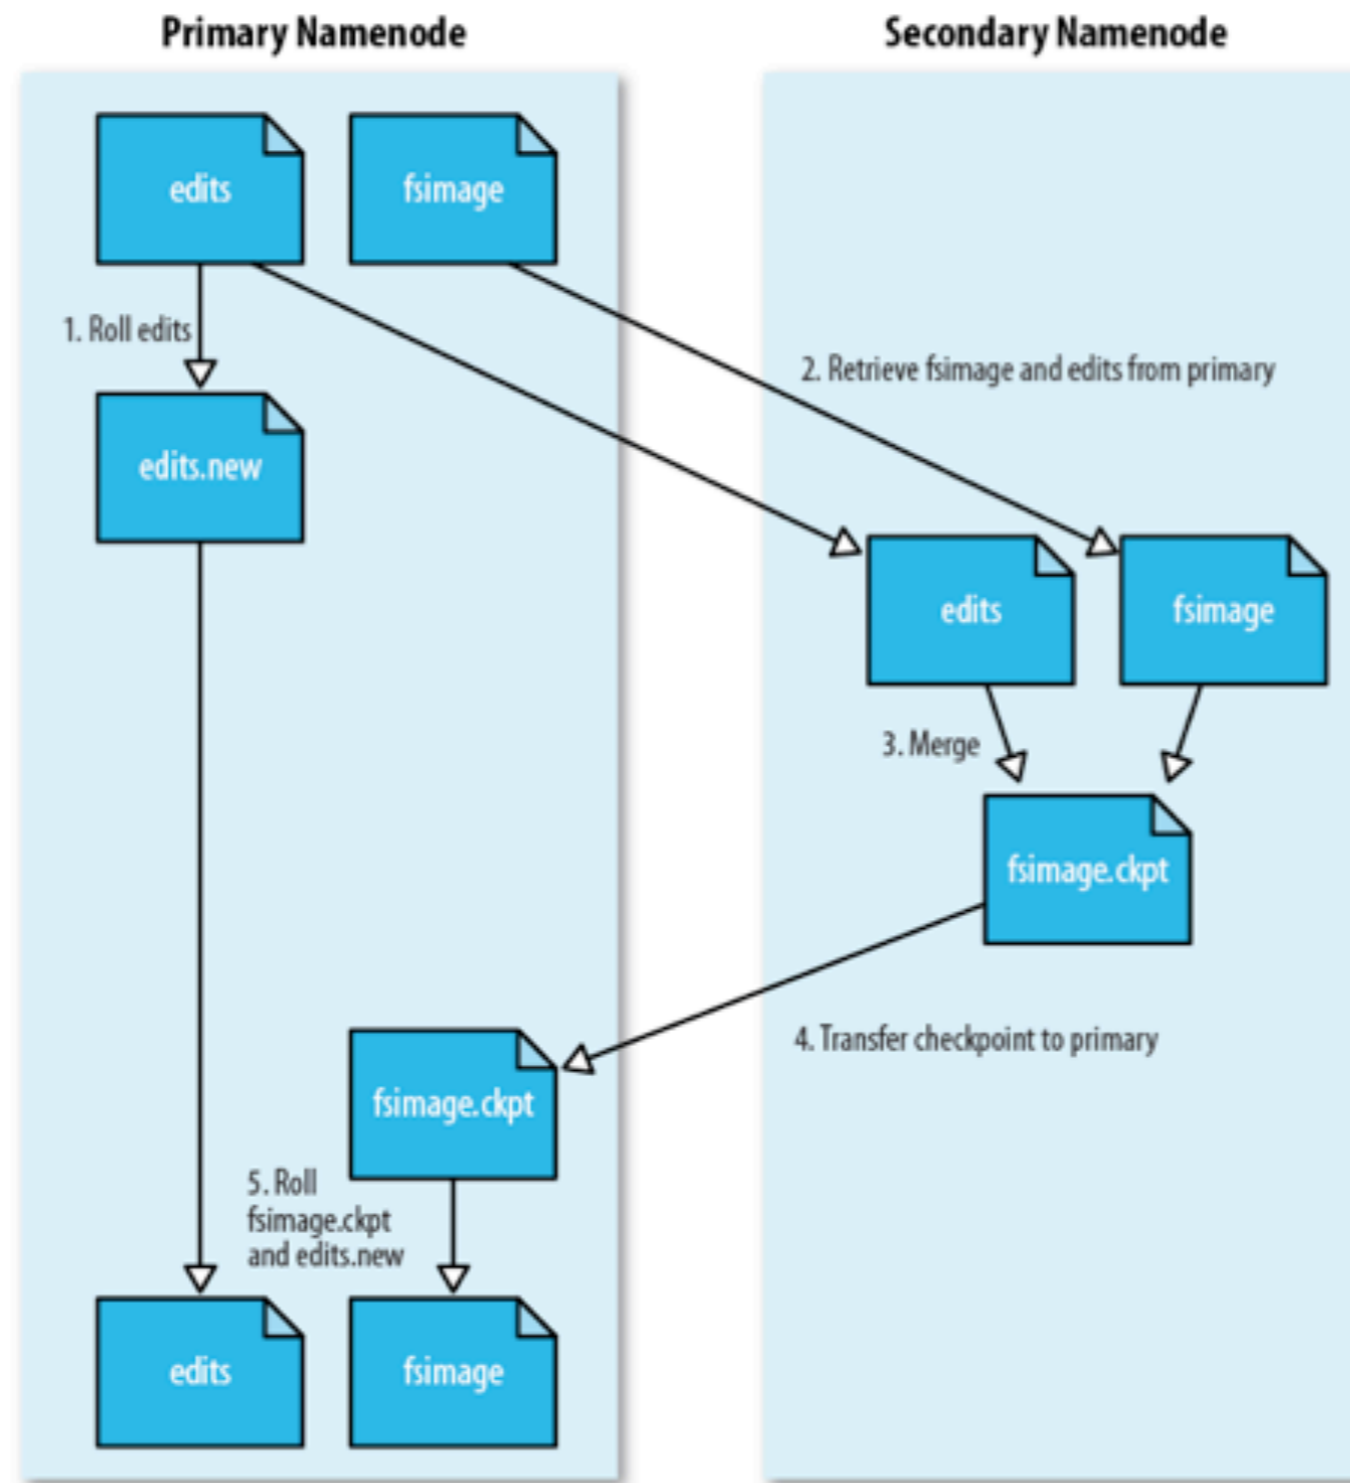 Primary Namenode
Secondary Namenode
edits
fsimage
1. Roll edits
2. Retrieve fsimage and edits from primary
edits.new
edits
fsimage
3. Merge
fsimage.ckpt
4. Transfer checkpoint to primary
fsimage.ckpt
5. Roll
fsimage.ckpt
and edits.new
edits
fsimage